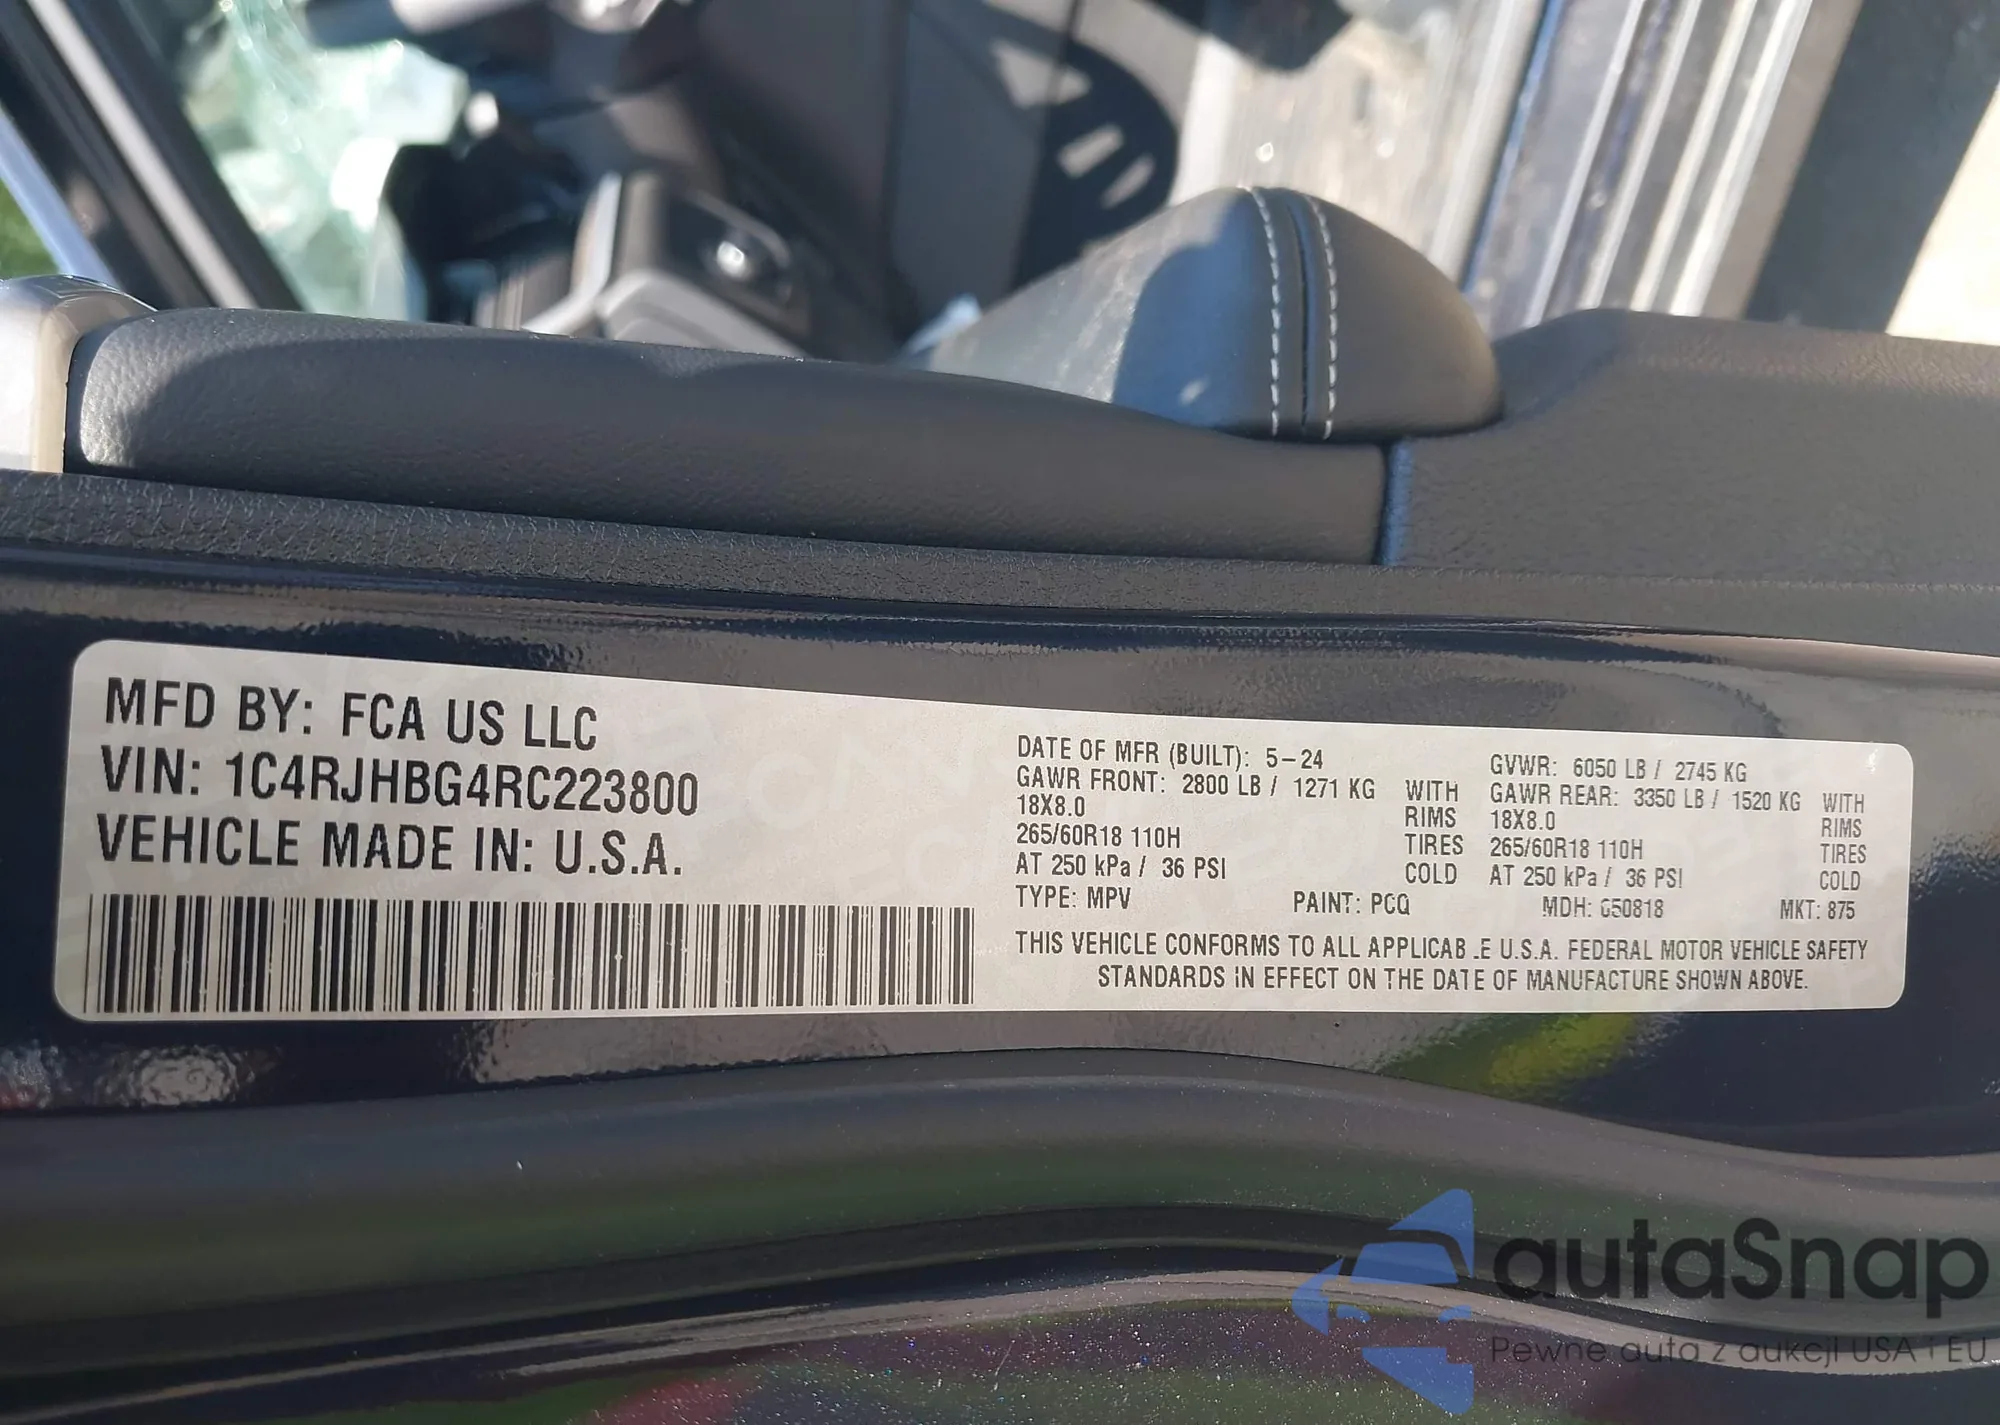 MFD BY: FCA US LLC
VIN: 1C4RJHBG4RC223800
VEHICLE MADE IN: U.S.A.
DATE OF MFR (BUILT): 5-24 GVWR: 6050 LB / 2745 KG
GAWR FRONT: 2800 LB / 1271 KG WITH GAWR REAR: 3350 LB / 1520 KG WITH
18X8.0 RIMS 18X8.0 RIMS
265/60R18 110H TIRES 265/60R18 110H TIRES
AT 250 kPa / 36 PSI COLD AT 250 kPa / 36 PSI COLD
TYPE: MPV PAINT: PCQ MDH: 050818 MKT: 875
THIS VEHICLE CONFORMS TO ALL APPLICAB.E U.S.A. FEDERAL MOTOR VEHICLE SAFETY
STANDARDS IN EFFECT ON THE DATE OF MANUFACTURE SHOWN ABOVE.
autaSnap
Pewne auta z aukcji USA i EU